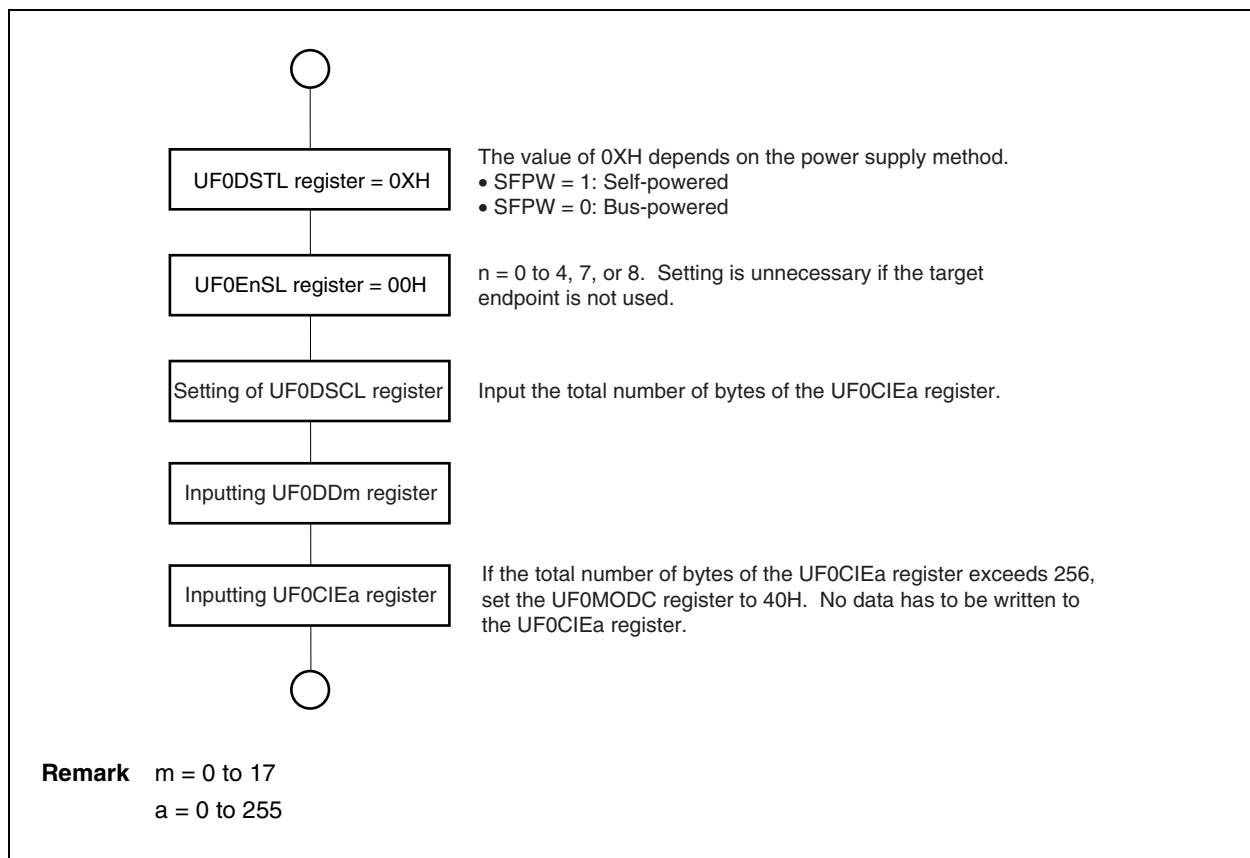 UF0DSTL register = 0XH
The value of 0XH depends on the power supply method.
• SFPW = 1: Self-powered
• SFPW = 0: Bus-powered
UF0EnSL register = 00H
n = 0 to 4, 7, or 8. Setting is unnecessary if the target
endpoint is not used.
Setting of UF0DSCL register
Input the total number of bytes of the UF0CIEa register.
Inputting UF0DDm register
Inputting UF0CIEa register
If the total number of bytes of the UF0CIEa register exceeds 256,
set the UF0MODC register to 40H. No data has to be written to
the UF0CIEa register.
Remark m = 0 to 17
a = 0 to 255